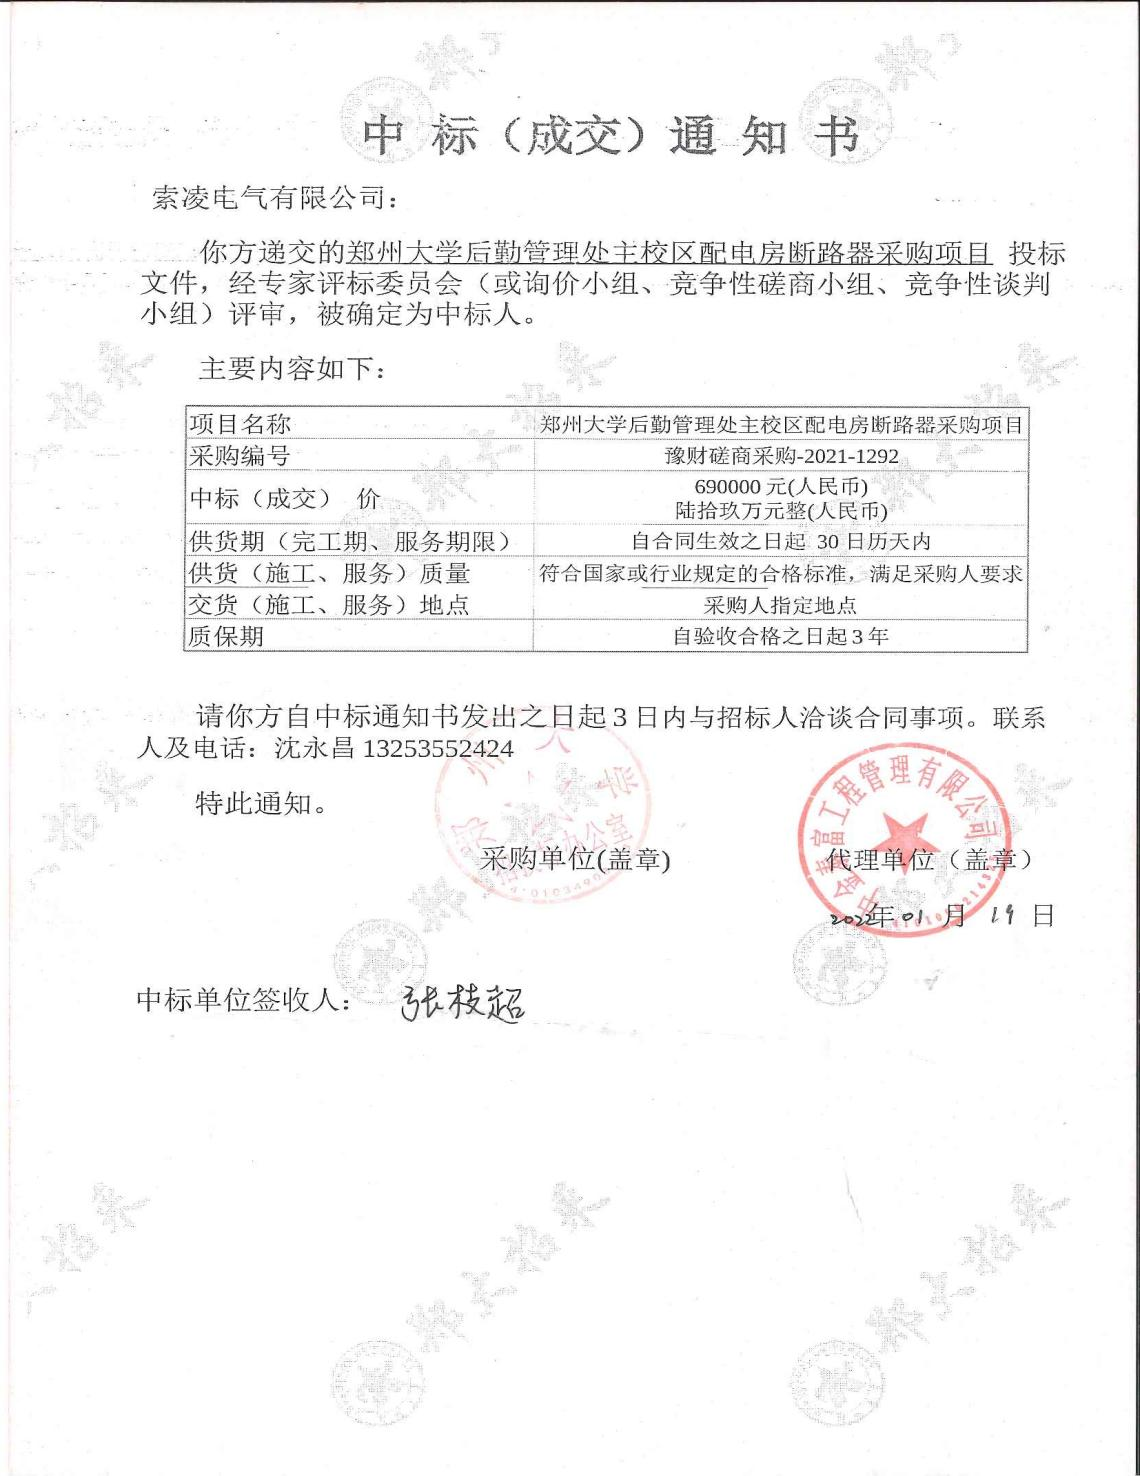 中 标（成交）通 知 书
索凌电气有限公司：
你方递交的郑州大学后勤管理处主校区配电房断路器采购项目 投标
文件，经专家评标委员会（或询价小组、竞争性磋商小组、竞争性谈判
小组）评审，被确定为中标人。
主要内容如下：
项目名称 郑州大学后勤管理处主校区配电房断路器采购项目
采购编号 豫财磋商采购-2021-1292
中标（成交） 价 690000 元(人民币)
陆拾玖万元整(人民币)
供货期（完工期、服务期限） 自合同生效之日起 30 日历天内
供货（施工、服务）质量 符合国家或行业规定的合格标准，满足采购人要求
交货（施工、服务）地点 采购人指定地点
质保期 自验收合格之日起 3 年
请你方自中标通知书发出之日起 3 日内与招标人洽谈合同事项。联系
人及电话：沈永昌 13253552424
特此通知。
采购单位(盖章) 代理单位（盖章）
2022年 01 月 19 日
中标单位签收人： 张枝超
工程管理有限公司
办公室